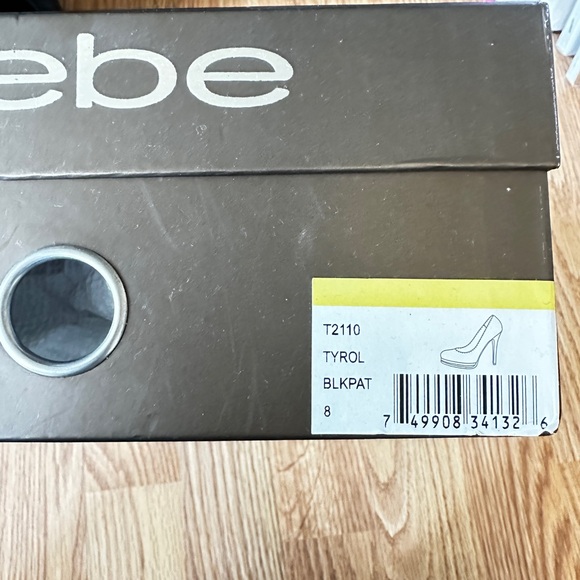 ebe
T2110
TYROL
BLKPAT
8
7 49908 34132 6